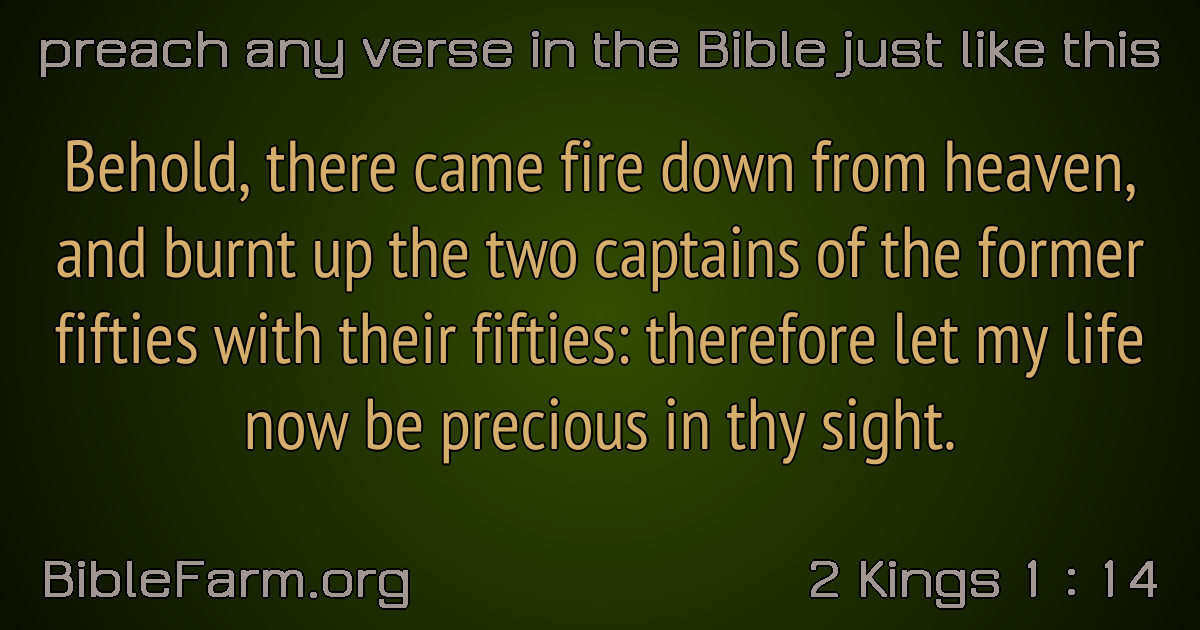 preach any verse in the Bible just like this
Behold, there came fire down from heaven,
and burnt up the two captains of the former
fifties with their fifties: therefore let my life
now be precious in thy sight.
BibleFarm.org
2 Kings 1 : 14